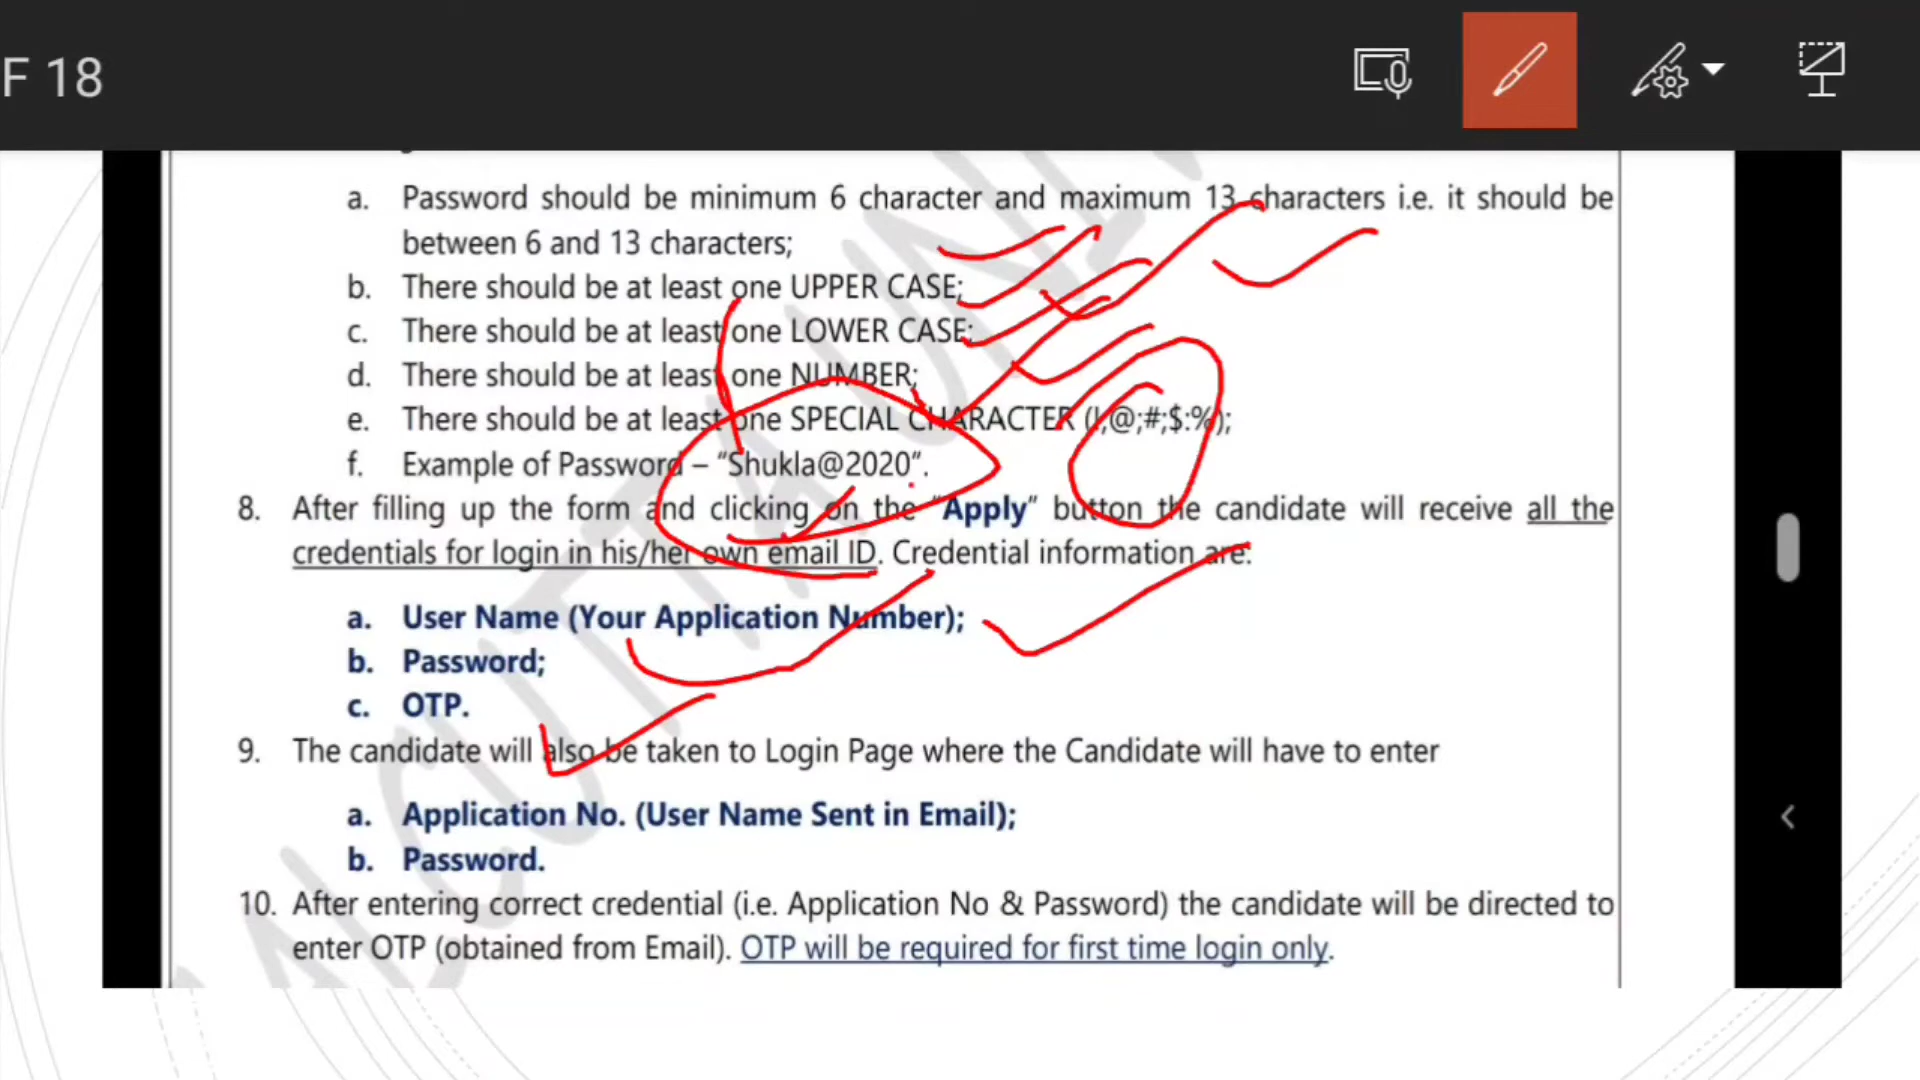 F 18
a. Password should be minimum 6 character and maximum 13 characters i.e. it should be
between 6 and 13 characters;
b. There should be at least one UPPER CASE;
c. There should be at least one LOWER CASE;
d. There should be at least one NUMBER;
e. There should be at least one SPECIAL CHARACTER (!,@;#;$:%);
f. Example of Password – "Shukla@2020".
8. After filling up the form and clicking on the "Apply" button the candidate will receive all the
credentials for login in his/her own email ID. Credential information are:
a. User Name (Your Application Number);
b. Password;
c. OTP.
9. The candidate will also be taken to Login Page where the Candidate will have to enter
a. Application No. (User Name Sent in Email);
b. Password.
10. After entering correct credential (i.e. Application No & Password) the candidate will be directed to
enter OTP (obtained from Email). OTP will be required for first time login only.